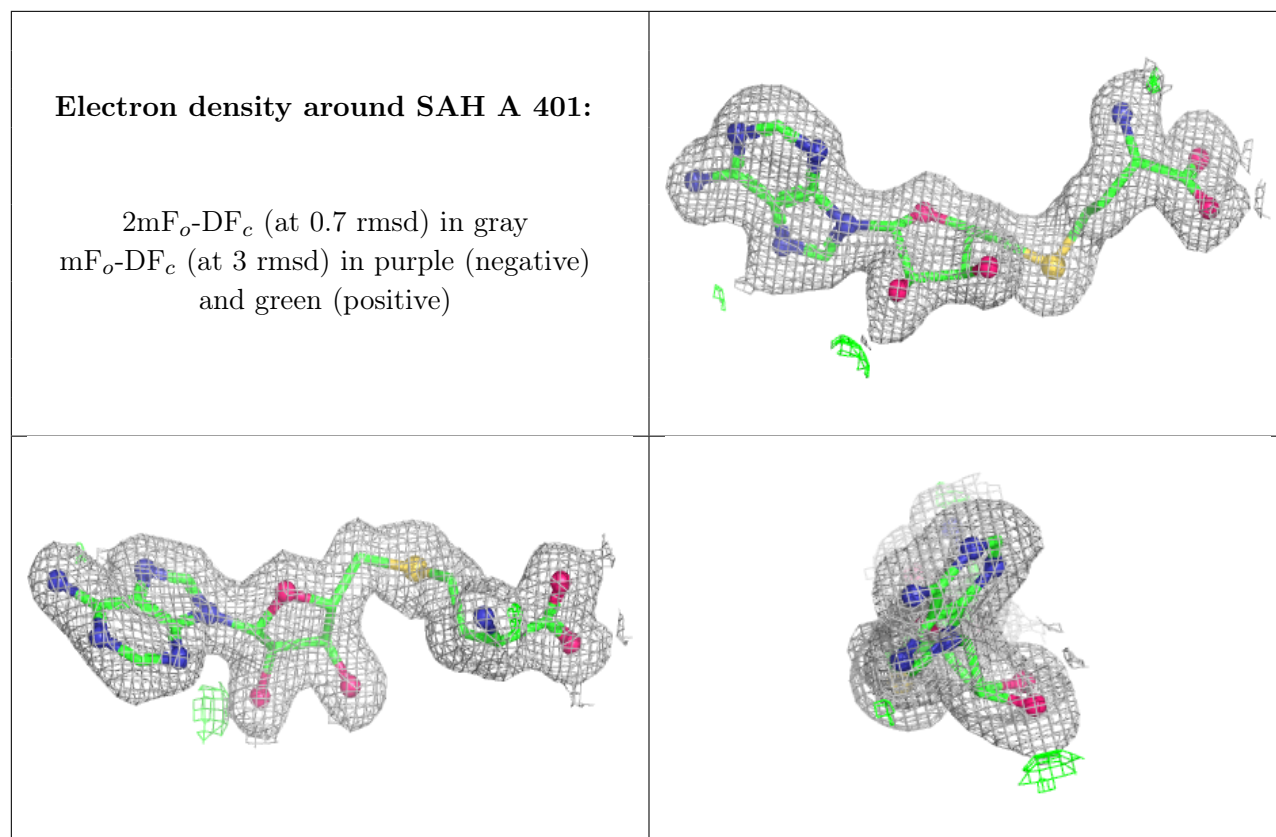 Electron density around SAH A 401:
2mFo-DFc (at 0.7 rmsd) in gray
mFo-DFc (at 3 rmsd) in purple (negative)
and green (positive)